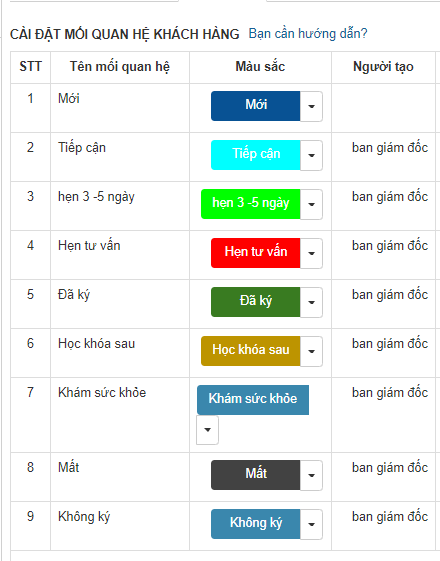 CÀI ĐẶT MỐI QUAN HỆ KHÁCH HÀNG Bạn cần hướng dẫn?
STT Tên mối quan hệ Màu sắc Người tạo
1 Mới Mới
2 Tiếp cận Tiếp cận ban giám đốc
3 hẹn 3 -5 ngày hẹn 3 -5 ngày ban giám đốc
4 Hẹn tư vấn Hẹn tư vấn ban giám đốc
5 Đã ký Đã ký ban giám đốc
6 Học khóa sau Học khóa sau ban giám đốc
7 Khám sức khỏe Khám sức khỏe ban giám đốc
8 Mất Mất ban giám đốc
9 Không ký Không ký ban giám đốc